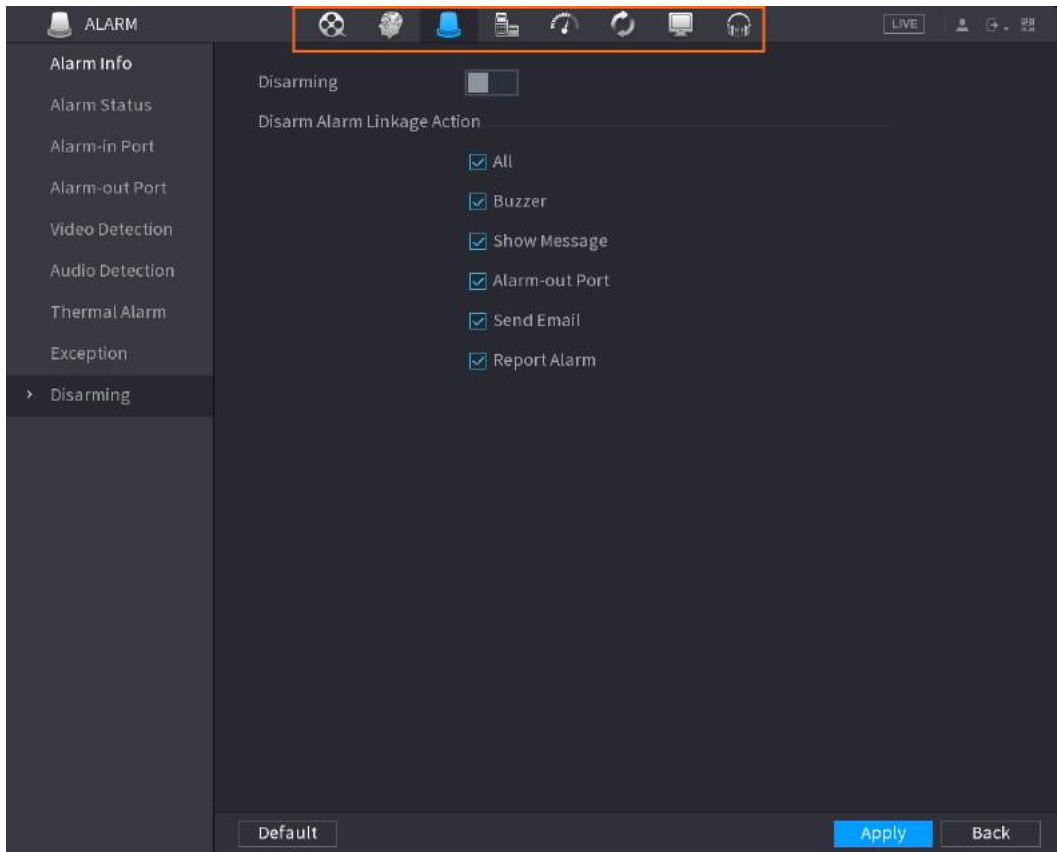 ALARM
LIVE
Alarm Info
Alarm Status
Alarm-in Port
Alarm-out Port
Video Detection
Audio Detection
Thermal Alarm
Exception
Disarming
Disarming
Disarm Alarm Linkage Action
All
Buzzer
Show Message
Alarm-out Port
Send Email
Report Alarm
Default
Apply
Back